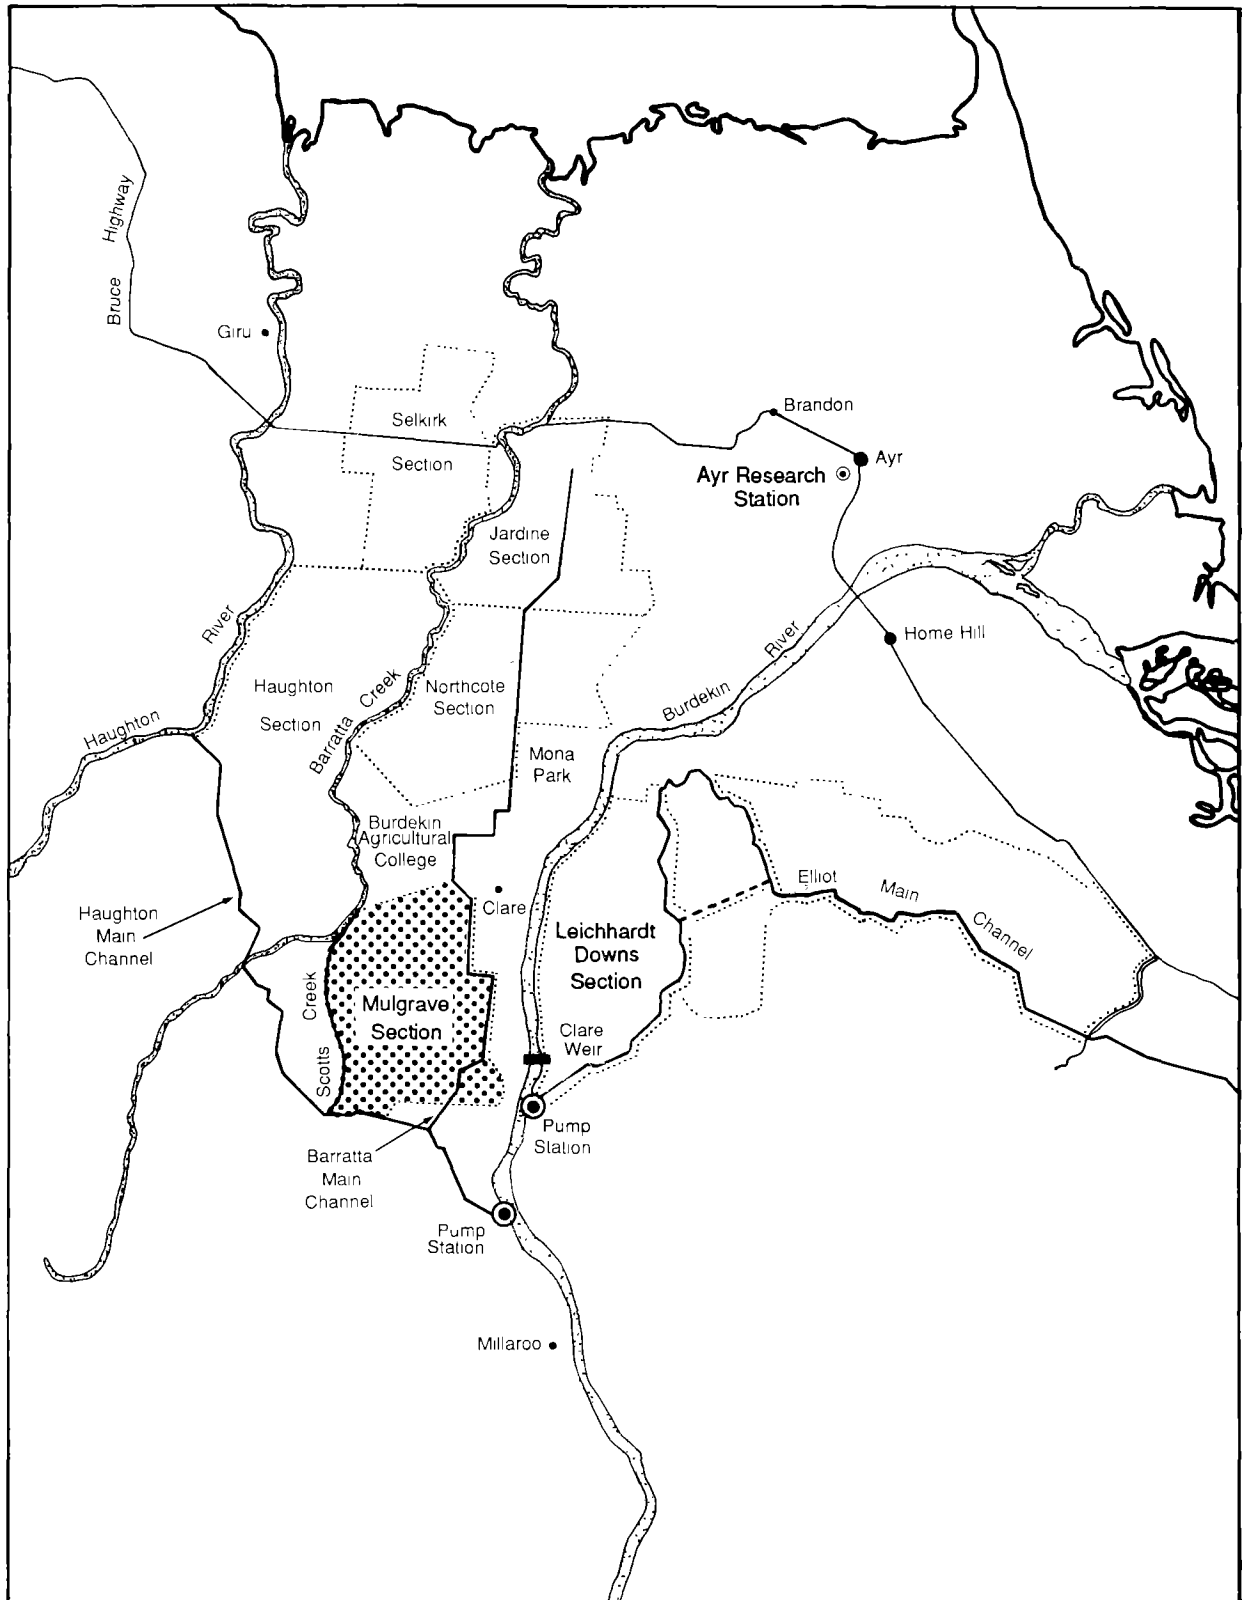 Bruce Highway
Giru
Selkirk
Section
Brandon
Ayr
Ayr Research
Station
Jardine
Section
River
Haughton
Home Hill
River
Burdekin
Haughton
Section
Barratta Creek
Northcote
Section
Mona
Park
Burdekin
Agricultural
College
Clare
Elliot Main Channel
Haughton
Main
Channel
Leichhardt
Downs
Section
Scotts Creek
Mulgrave
Section
Clare
Weir
Pump
Station
Barratta
Main
Channel
Pump
Station
Millaroo